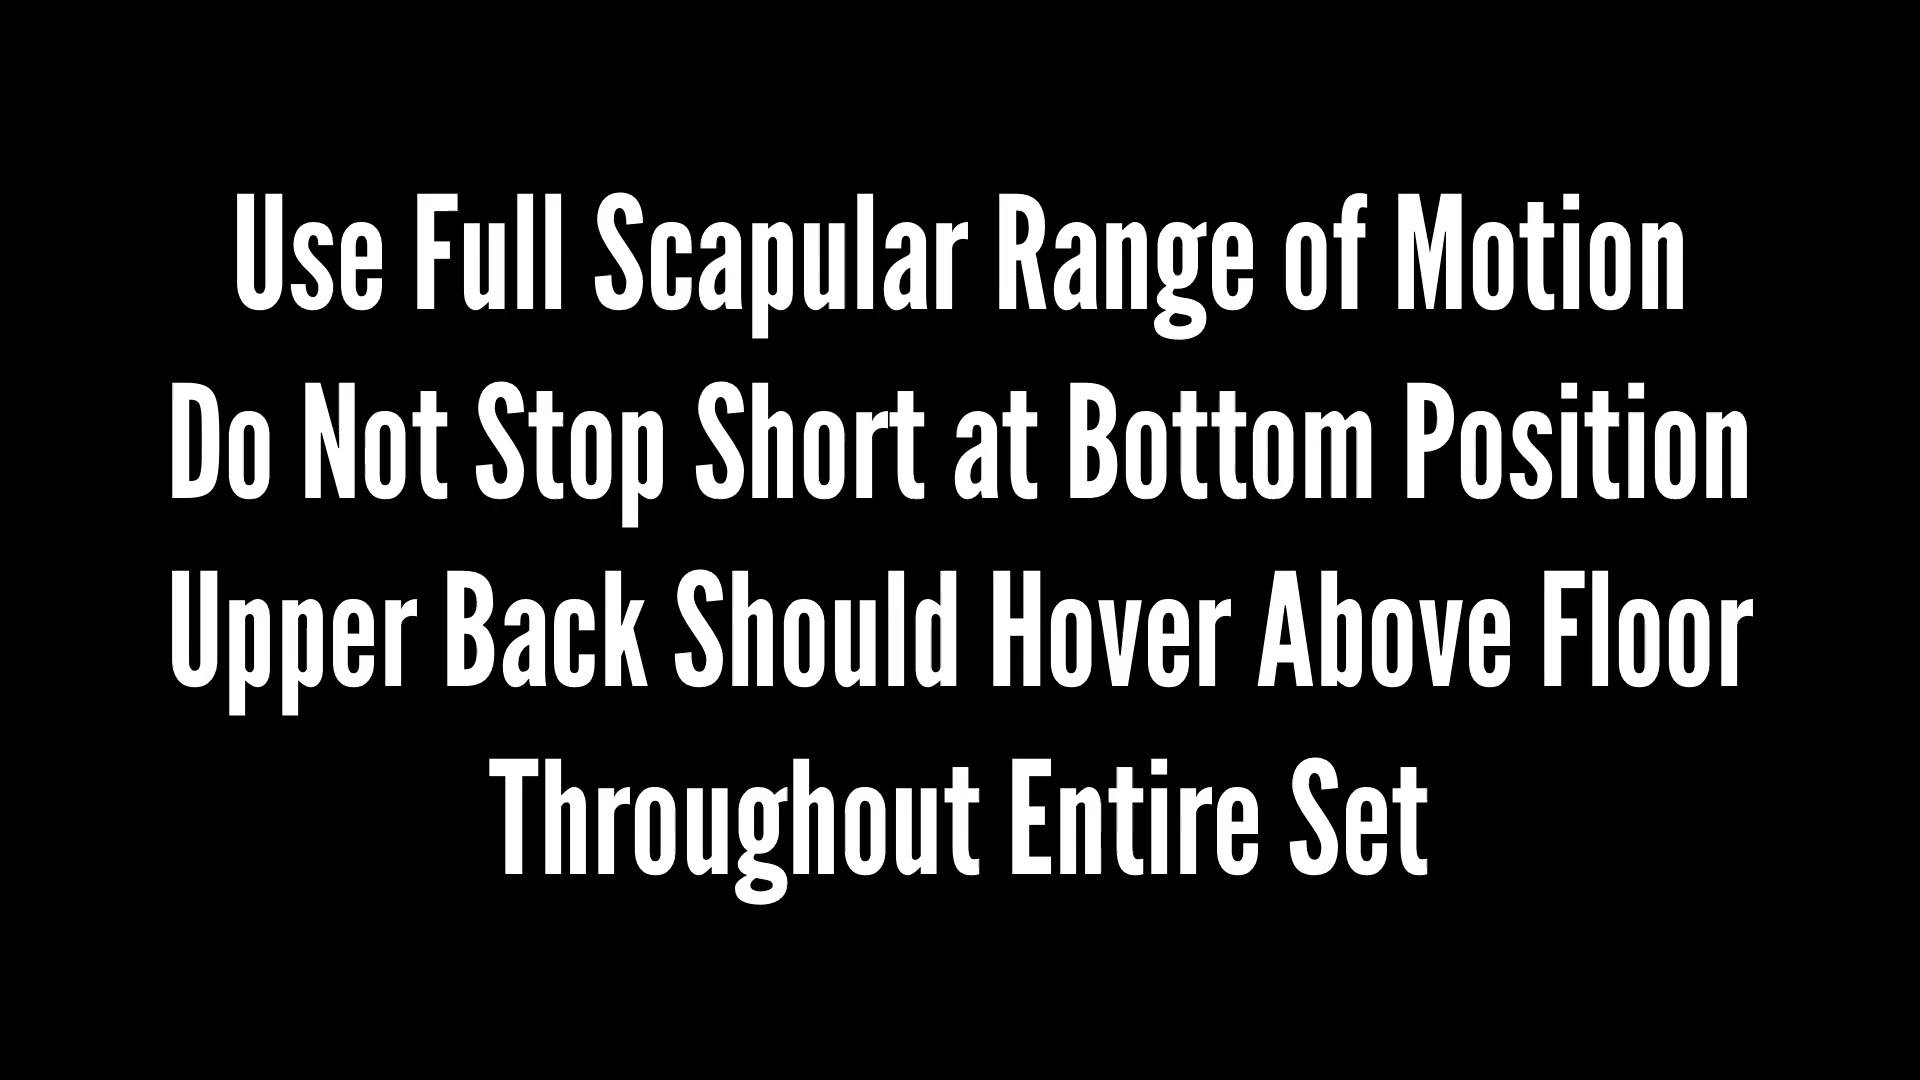 Use Full Scapular Range of Motion
Do Not Stop Short at Bottom Position
Upper Back Should Hover Above Floor
Throughout Entire Set